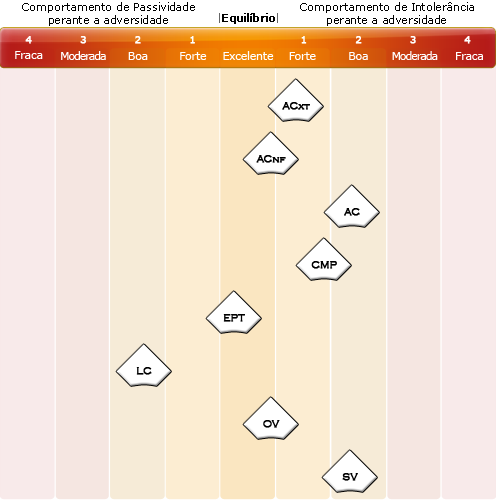 Comportamento de Passividade
perante a adversidade
|Equilíbrio|
Comportamento de Intolerância
perante a adversidade
4 3 2 1 1 2 3 4
Fraca Moderada Boa Forte Excelente Forte Boa Moderada Fraca
ACXT
ACNF
AC
CMP
EPT
LC
OV
SV